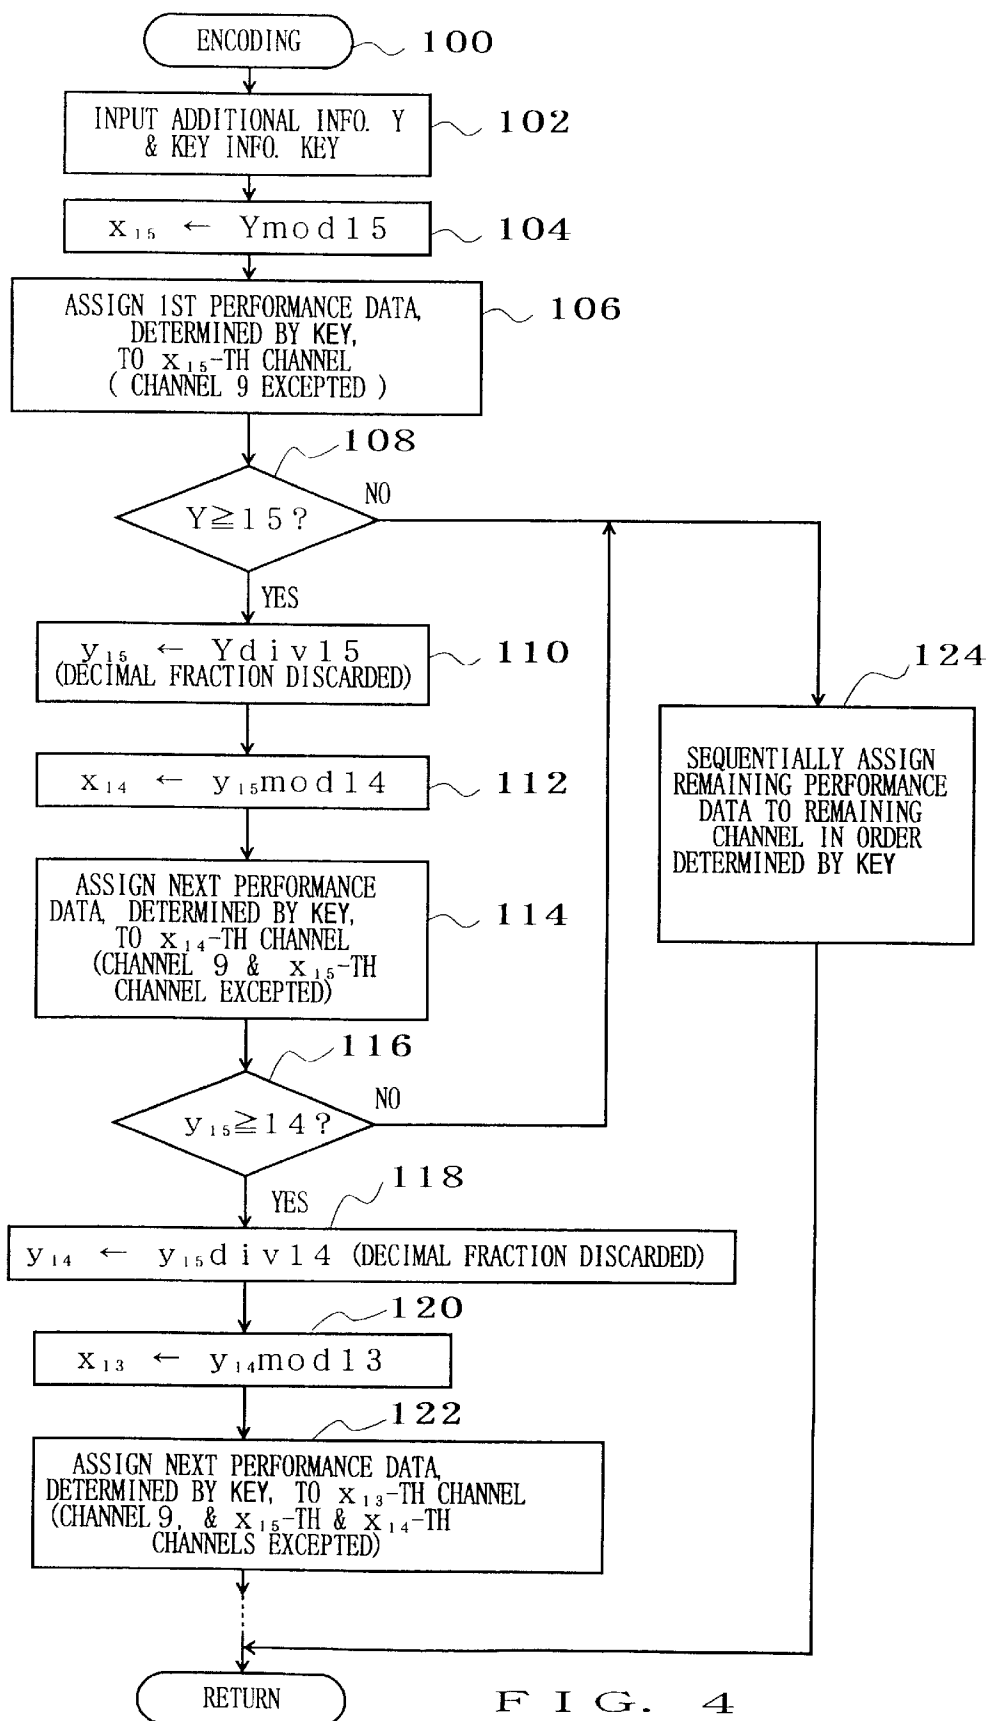 ENCODING
100
INPUT ADDITIONAL INFO. Y
& KEY INFO. KEY
102
x₁₅ ← Ymod15
104
ASSIGN 1ST PERFORMANCE DATA,
DETERMINED BY KEY,
TO x₁₅-TH CHANNEL
( CHANNEL 9 EXCEPTED )
106
108
Y≧15?
NO
YES
y₁₅ ← Ydiv15
(DECIMAL FRACTION DISCARDED)
110
x₁₄ ← y₁₅mod14
112
ASSIGN NEXT PERFORMANCE
DATA, DETERMINED BY KEY,
TO x₁₄-TH CHANNEL
(CHANNEL 9 & x₁₅-TH
CHANNEL EXCEPTED)
114
116
y₁₅≧14?
NO
YES
118
y₁₄ ← y₁₅div14 (DECIMAL FRACTION DISCARDED)
120
x₁₃ ← y₁₄mod13
122
ASSIGN NEXT PERFORMANCE DATA,
DETERMINED BY KEY, TO x₁₃-TH CHANNEL
(CHANNEL 9, & x₁₅-TH & x₁₄-TH
CHANNELS EXCEPTED)
124
SEQUENTIALLY ASSIGN
REMAINING PERFORMANCE
DATA TO REMAINING
CHANNEL IN ORDER
DETERMINED BY KEY
RETURN
FIG. 4